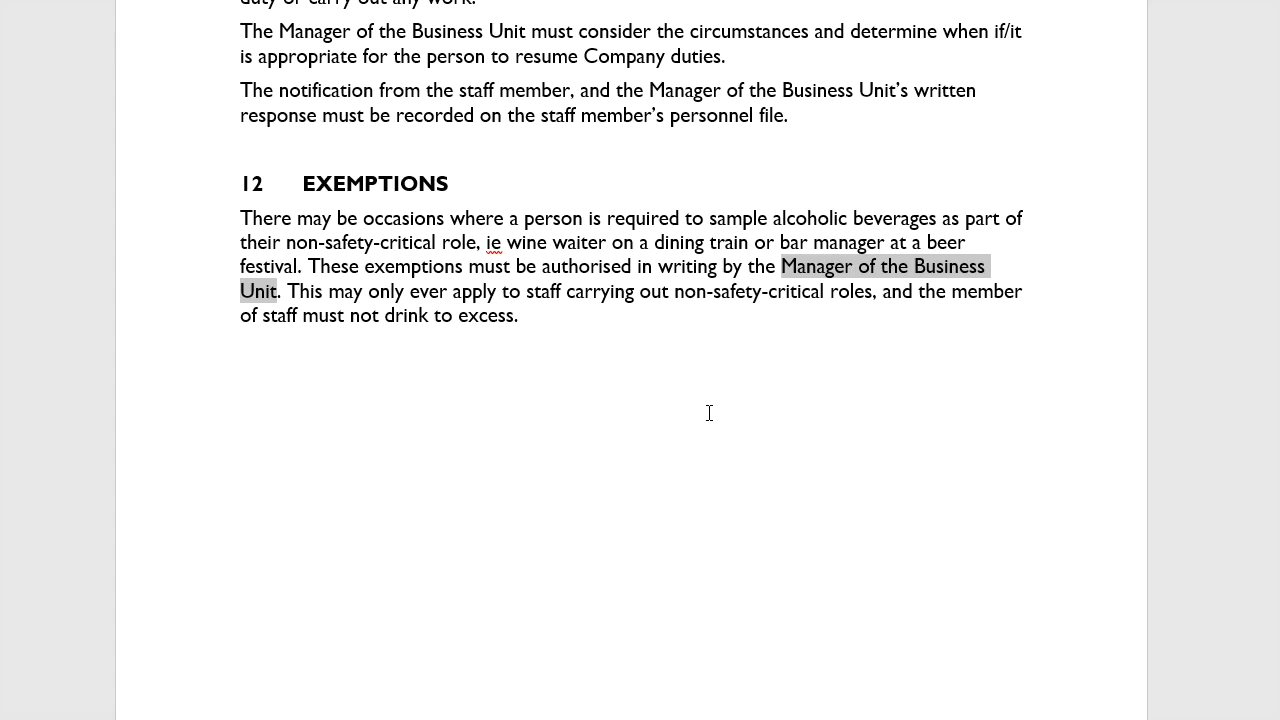 duty or carry out any work.
The Manager of the Business Unit must consider the circumstances and determine when if/it
is appropriate for the person to resume Company duties.
The notification from the staff member, and the Manager of the Business Unit’s written
response must be recorded on the staff member’s personnel file.
12 EXEMPTIONS
There may be occasions where a person is required to sample alcoholic beverages as part of
their non-safety-critical role, ie wine waiter on a dining train or bar manager at a beer
festival. These exemptions must be authorised in writing by the Manager of the Business
Unit. This may only ever apply to staff carrying out non-safety-critical roles, and the member
of staff must not drink to excess.